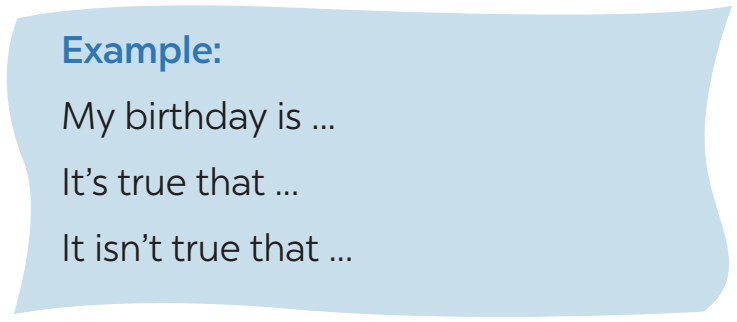 Example:
My birthday is ...
It’s true that ...
It isn’t true that ...